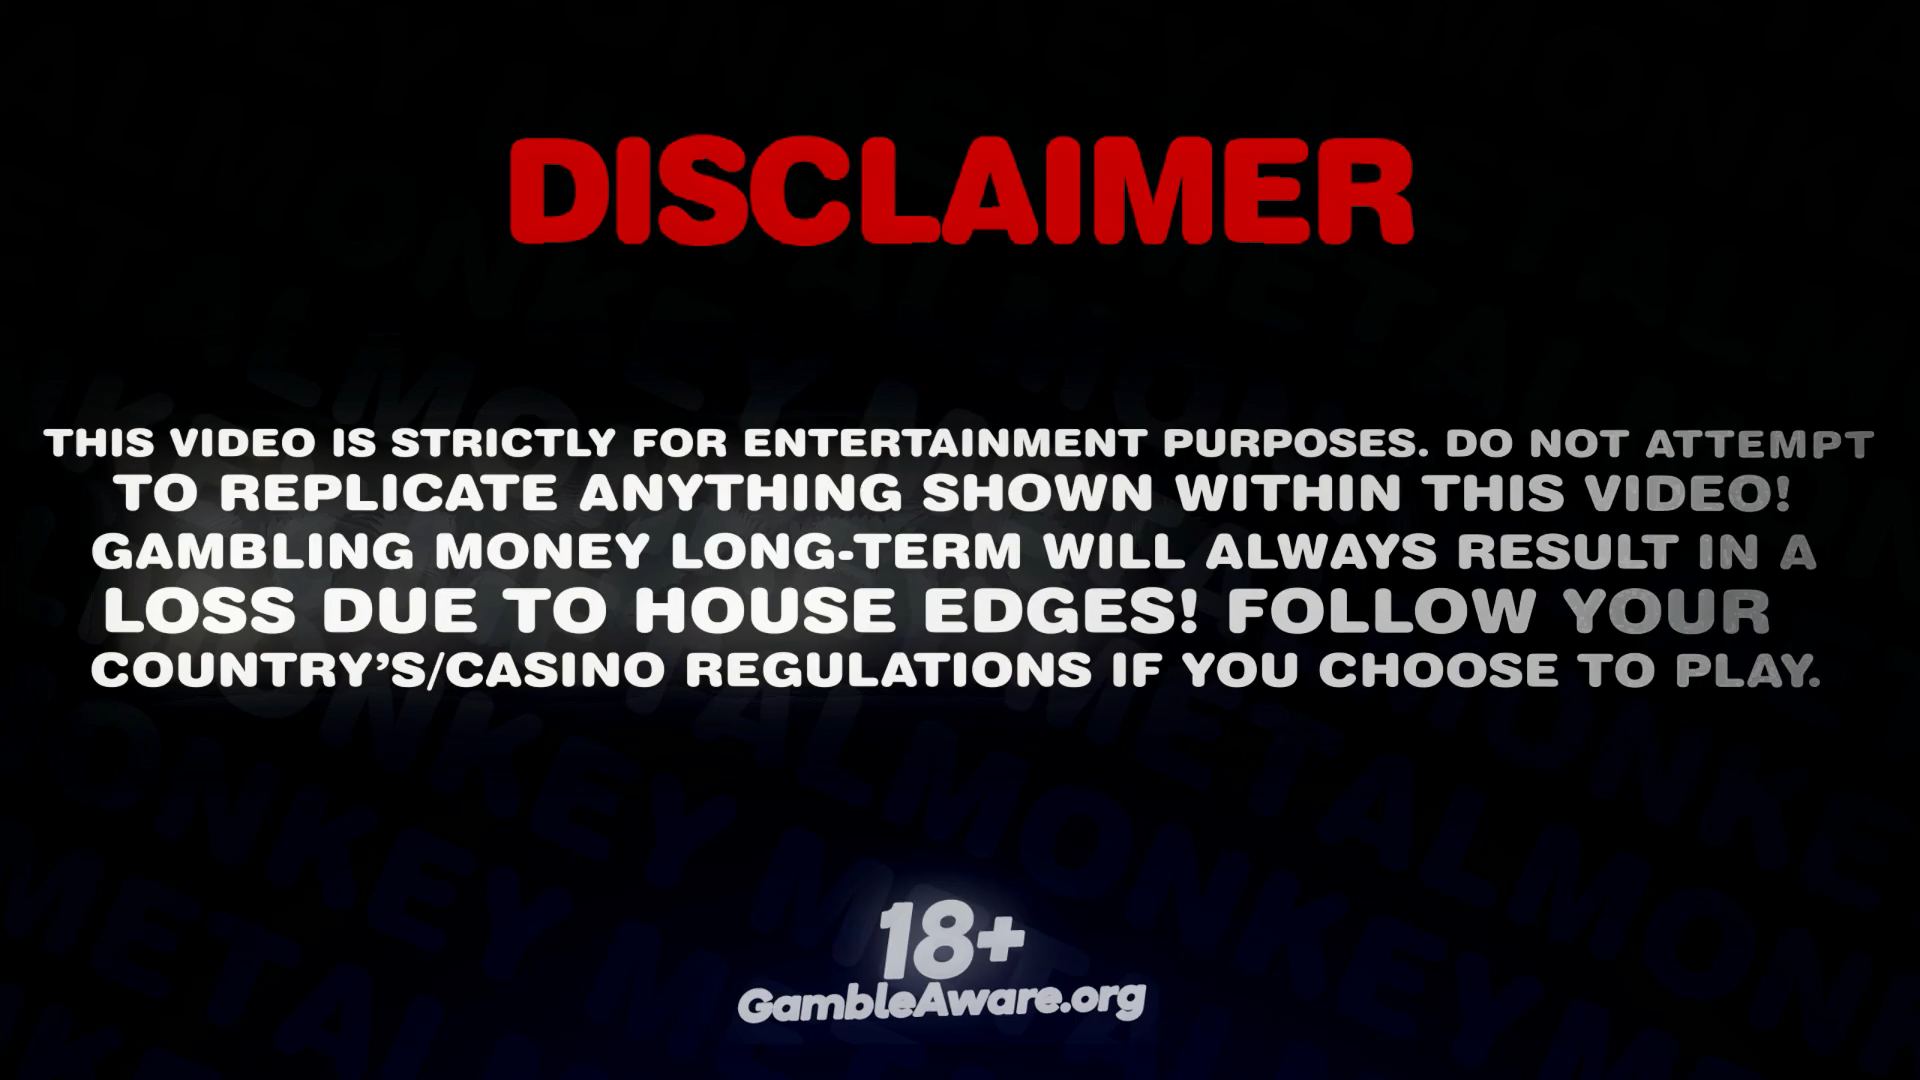 DISCLAIMER
THIS VIDEO IS STRICTLY FOR ENTERTAINMENT PURPOSES. DO NOT ATTEMPT
TO REPLICATE ANYTHING SHOWN WITHIN THIS VIDEO!
GAMBLING MONEY LONG-TERM WILL ALWAYS RESULT IN A
LOSS DUE TO HOUSE EDGES! FOLLOW YOUR
COUNTRY’S/CASINO REGULATIONS IF YOU CHOOSE TO PLAY.
18+
GambleAware.org